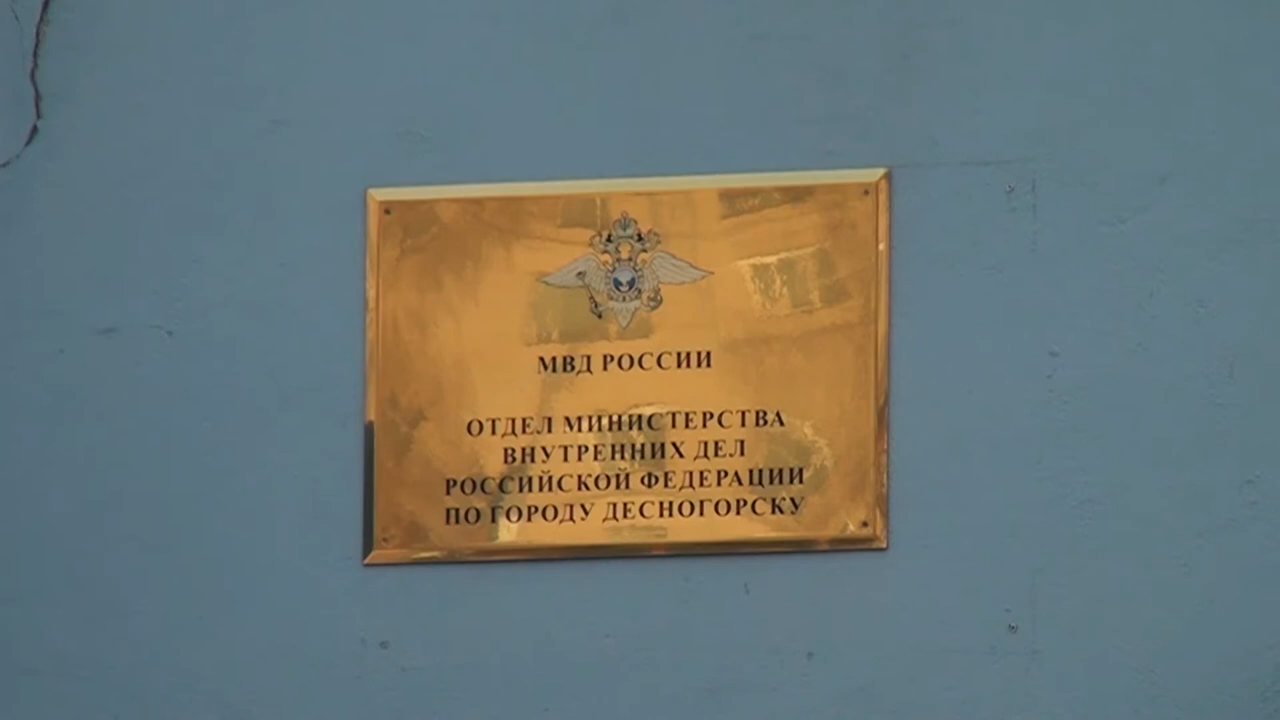 МВД РОССИИ
ОТДЕЛ МИНИСТЕРСТВА
ВНУТРЕННИХ ДЕЛ
РОССИЙСКОЙ ФЕДЕРАЦИИ
ПО ГОРОДУ ДЕСНОГОРСКУ